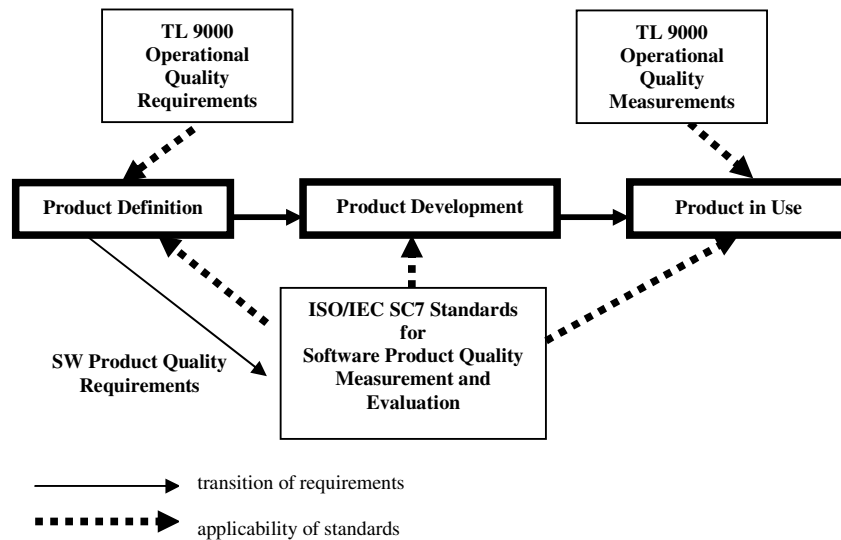 TL 9000
Operational
Quality
Requirements
TL 9000
Operational
Quality
Measurements
Product Definition
Product Development
Product in Use
ISO/IEC SC7 Standards
for
Software Product Quality
Measurement and
Evaluation
SW Product Quality
Requirements
transition of requirements
applicability of standards